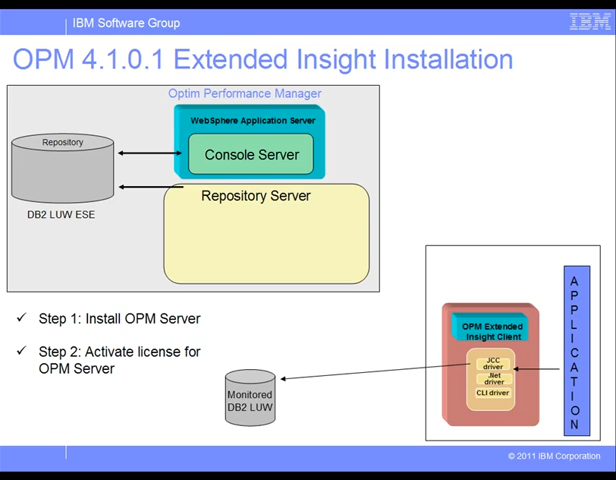 IBM Software Group
IBM
OPM 4.1.0.1 Extended Insight Installation
Optim Performance Manager
WebSphere Application Server
Console Server
Repository
Repository Server
DB2 LUW ESE
✓ Step 1: Install OPM Server
✓ Step 2: Activate license for
OPM Server
Monitored
DB2 LUW
OPM Extended
Insight Client
JCC
driver
.Net
driver
CLI driver
APPLICATION
© 2011 IBM Corporation